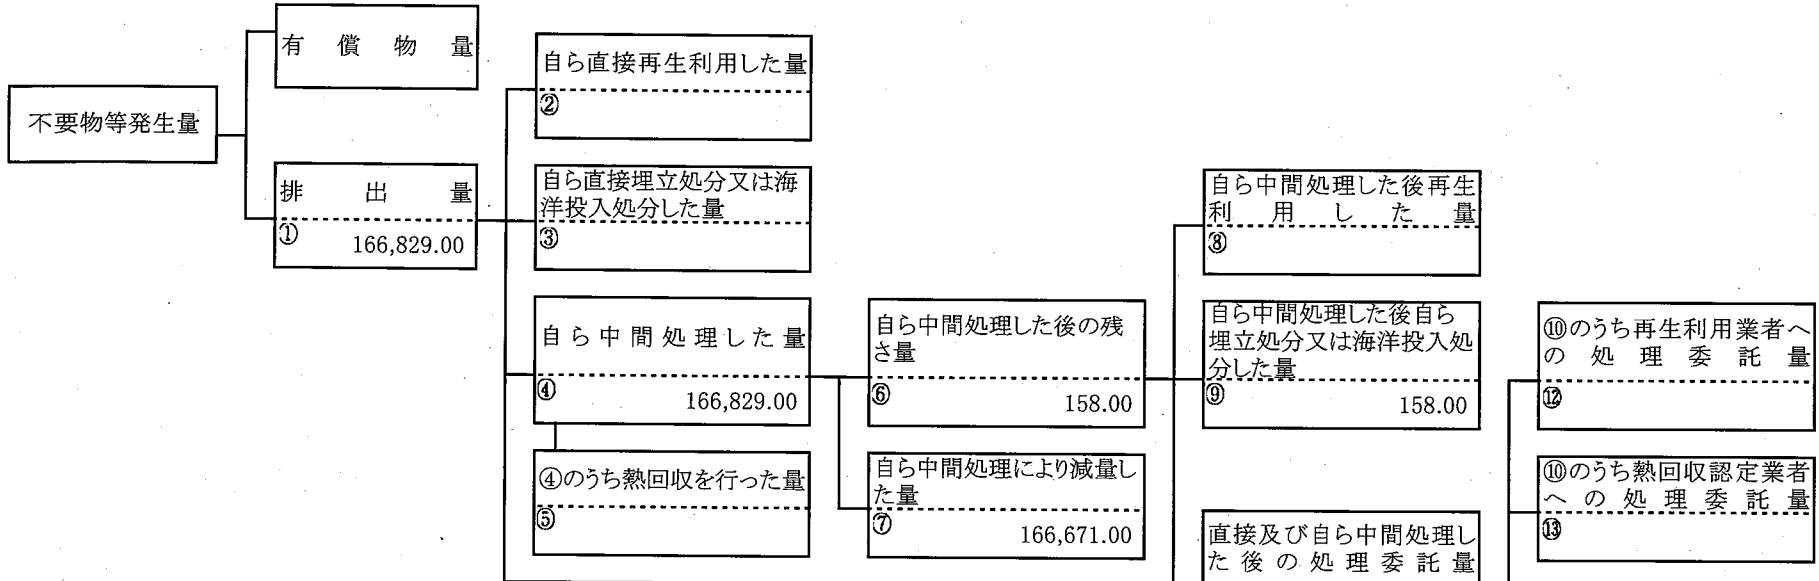 不要物等発生量
有償物量
排出量
①
166,829.00
自ら直接再生利用した量
②
自ら直接埋立処分又は海
洋投入処分した量
③
自ら中間処理した量
④
166,829.00
④のうち熱回収を行った量
⑤
自ら中間処理した後の残
さ量
⑥
158.00
自ら中間処理により減量し
た量
⑦
166,671.00
自ら中間処理した後再生
利用した量
⑧
自ら中間処理した後自ら
埋立処分又は海洋投入処
分した量
⑨
158.00
直接及び自ら中間処理し
た後の処理委託量
⑩のうち再生利用業者へ
の処理委託量
⑫
⑩のうち熱回収認定業者
への処理委託量
⑬